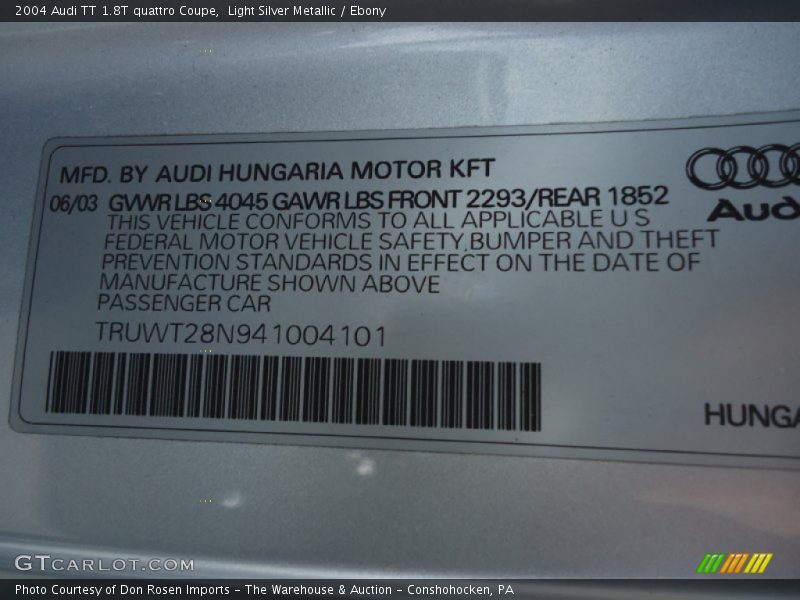 2004 Audi TT 1.8T quattro Coupe,  Light Silver Metallic / Ebony
MFD. BY AUDI HUNGARIA MOTOR KFT
06/03 GVWR LBS 4045 GAWR LBS FRONT 2293/REAR 1852
THIS VEHICLE CONFORMS TO ALL APPLICABLE U S
FEDERAL MOTOR VEHICLE SAFETY,BUMPER AND THEFT
PREVENTION STANDARDS IN EFFECT ON THE DATE OF
MANUFACTURE SHOWN ABOVE
PASSENGER CAR
TRUWT28N941004101
Audi
HUNGA
GTCARLOT.COM
Photo Courtesy of Don Rosen Imports - The Warehouse & Auction - Conshohocken, PA